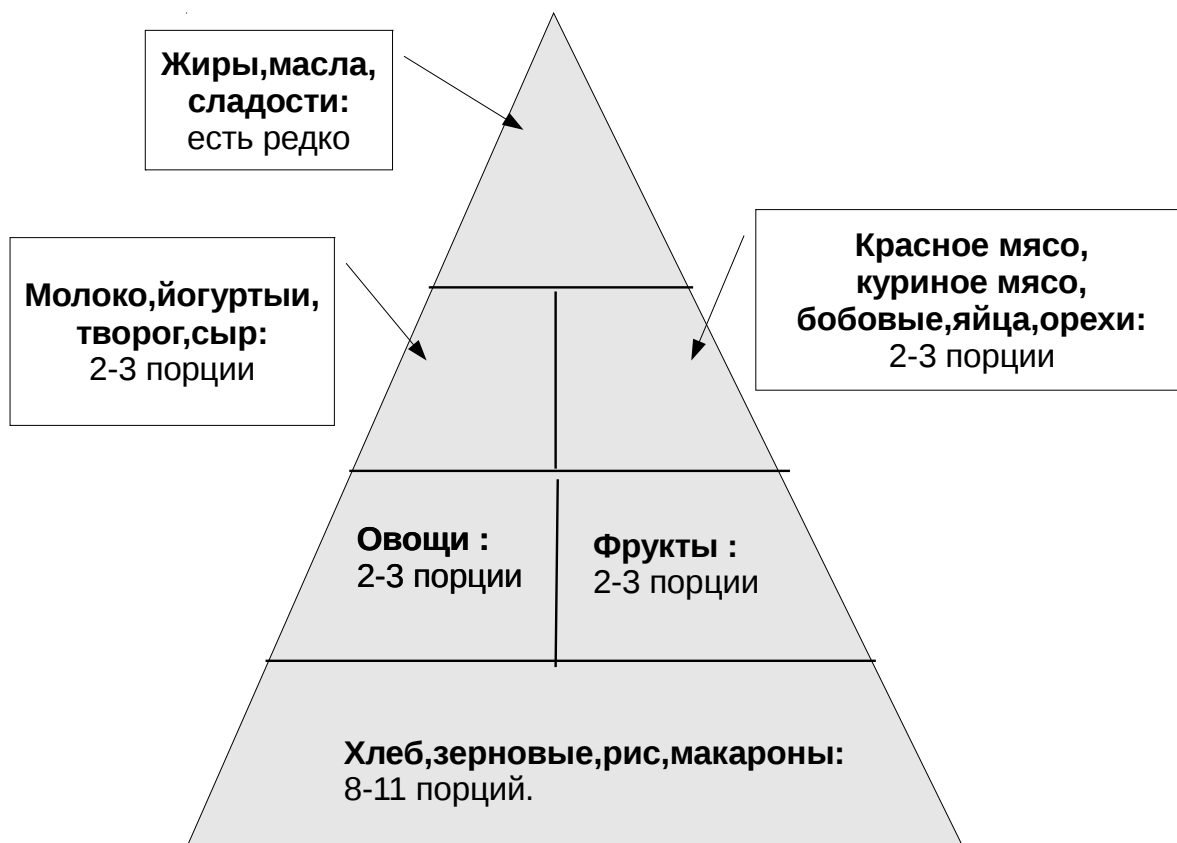 Жиры,масла,
сладости:
есть редко
Молоко,йогуртыи,
творог,сыр:
2-3 порции
Красное мясо,
куриное мясо,
бобовые,яйца,орехи:
2-3 порции
Овощи :
2-3 порции
Фрукты :
2-3 порции
Хлеб,зерновые,рис,макароны:
8-11 порций.